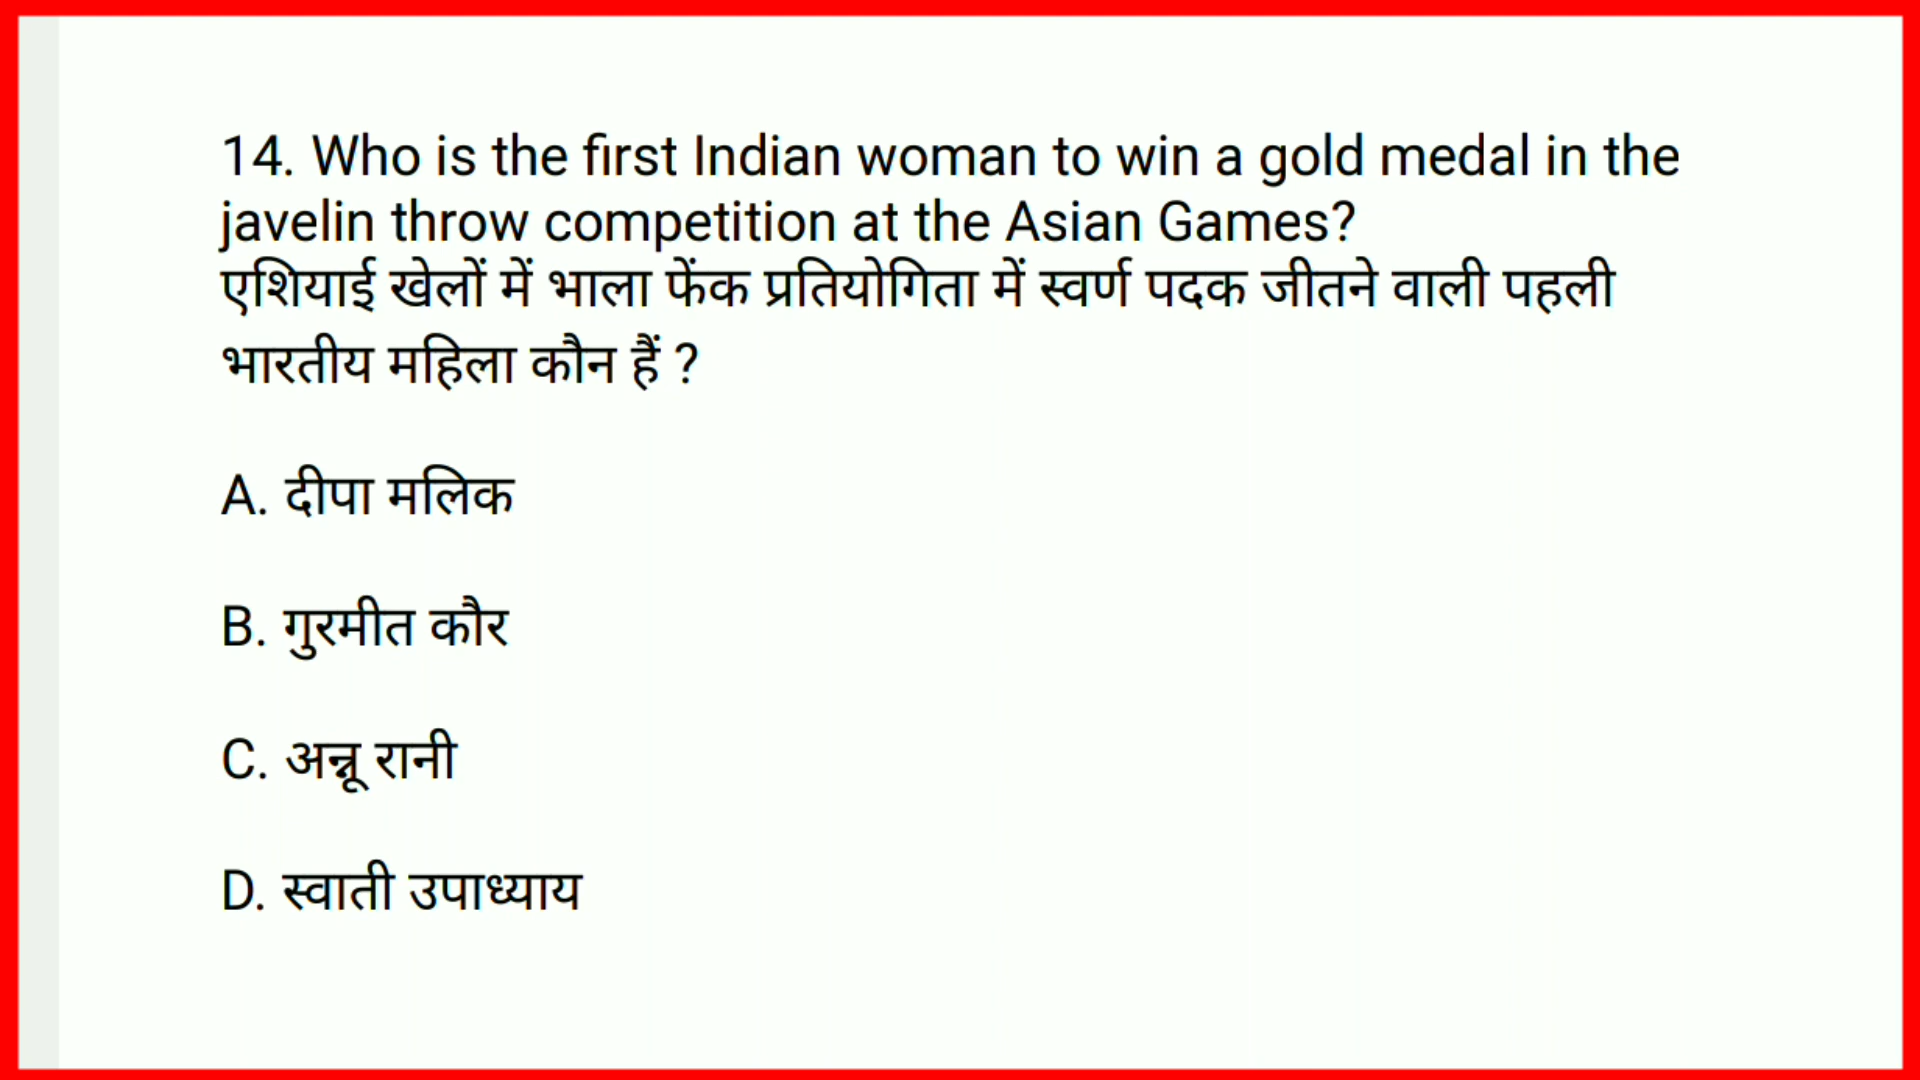 14. Who is the first Indian woman to win a gold medal in the
javelin throw competition at the Asian Games?
एशियाई खेलों में भाला फेंक प्रतियोगिता में स्वर्ण पदक जीतने वाली पहली
भारतीय महिला कौन हैं ?
A. दीपा मलिक
B. गुरमीत कौर
C. अन्नू रानी
D. स्वाती उपाध्याय